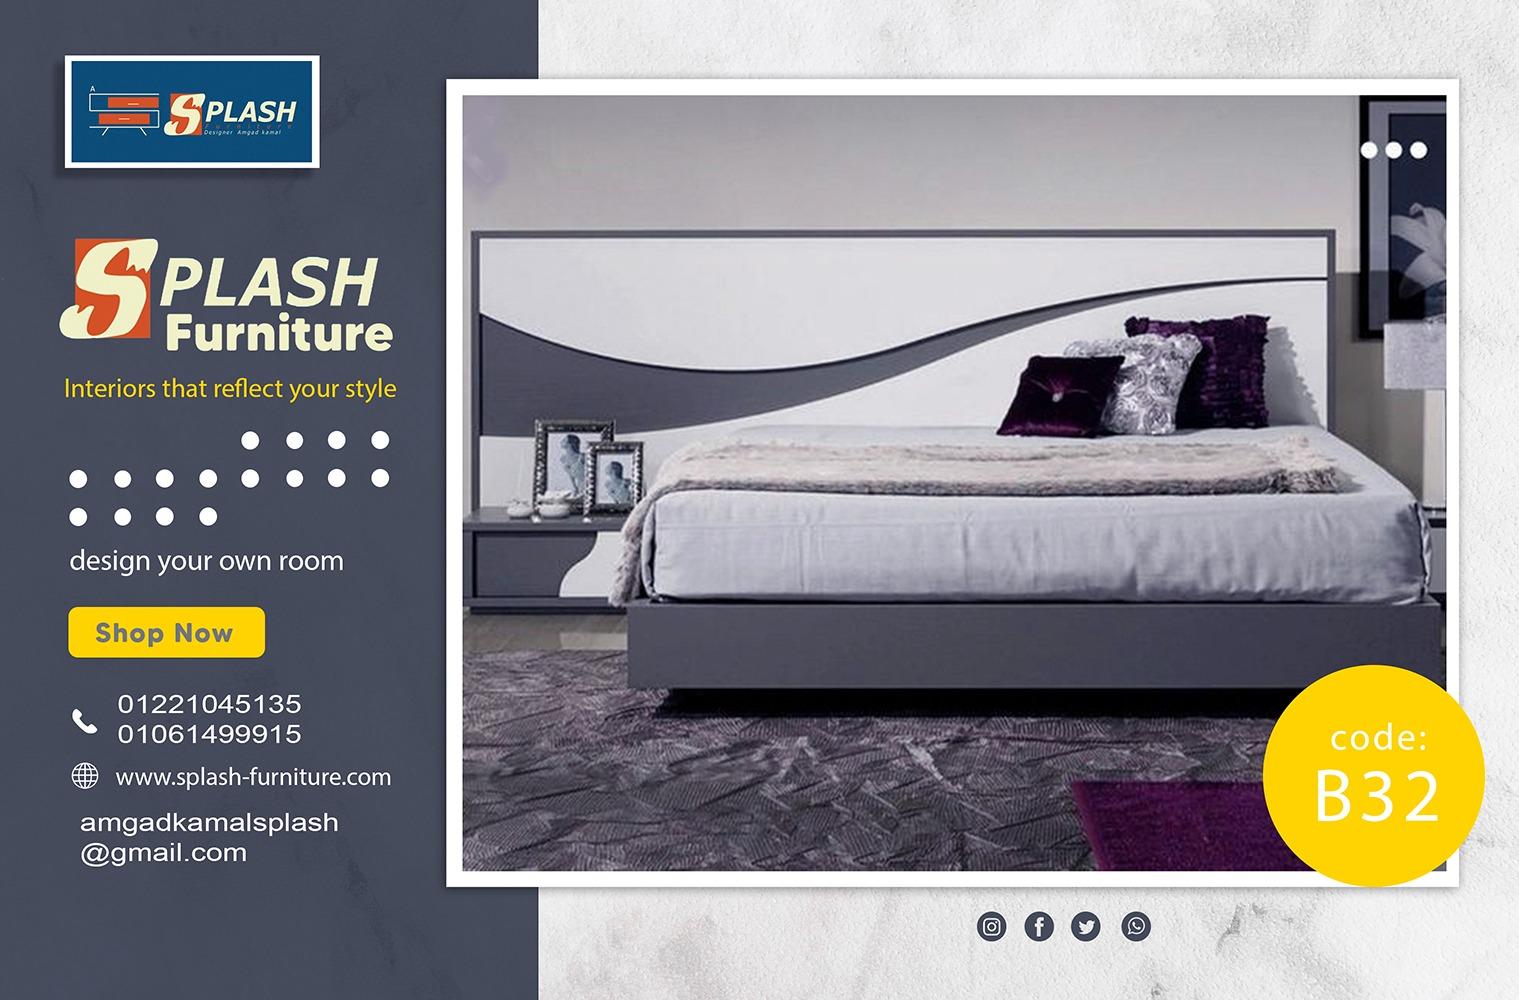 A
SPLASH
Furniture
Designer Amgad kamal
SPLASH
Furniture
Interiors that reflect your style
design your own room
Shop Now
01221045135
01061499915
www.splash-furniture.com
amgadkamalsplash
@gmail.com
code:
B32